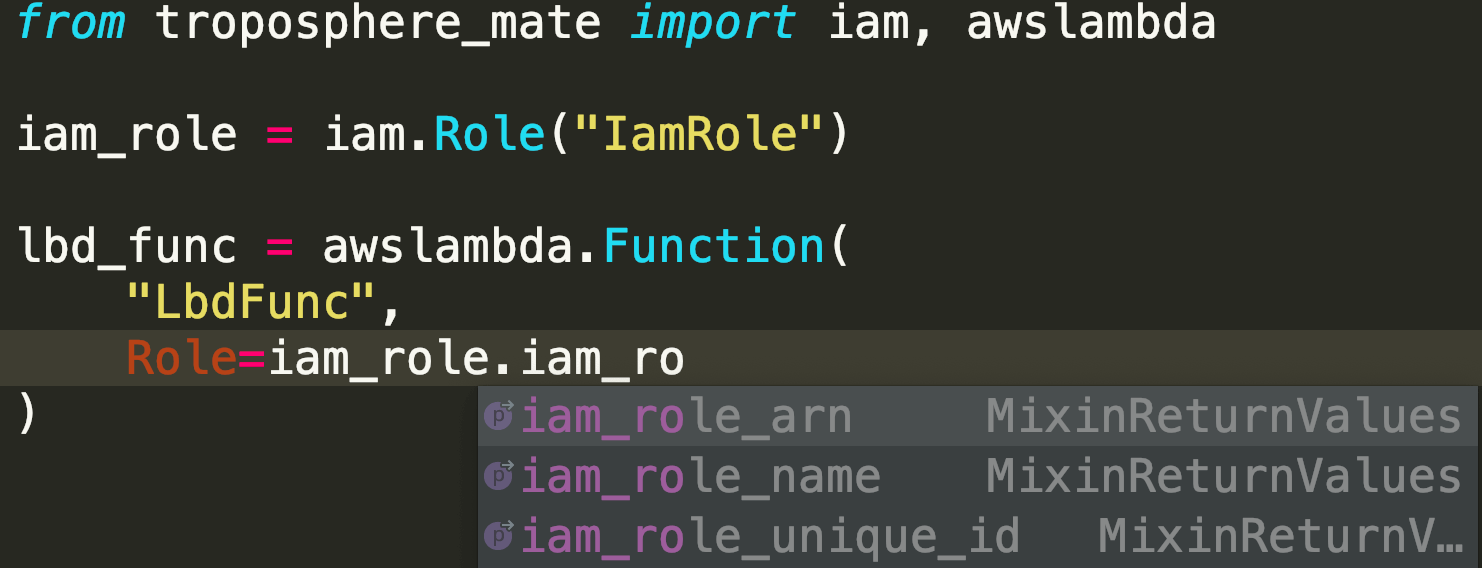 from troposphere_mate import iam, awslambda
iam_role = iam.Role("IamRole")
lbd_func = awslambda.Function(
"LbdFunc",
Role=iam_role.iam_ro
)
p iam_role_arn MixinReturnValues
p iam_role_name MixinReturnValues
p iam_role_unique_id MixinReturnV…